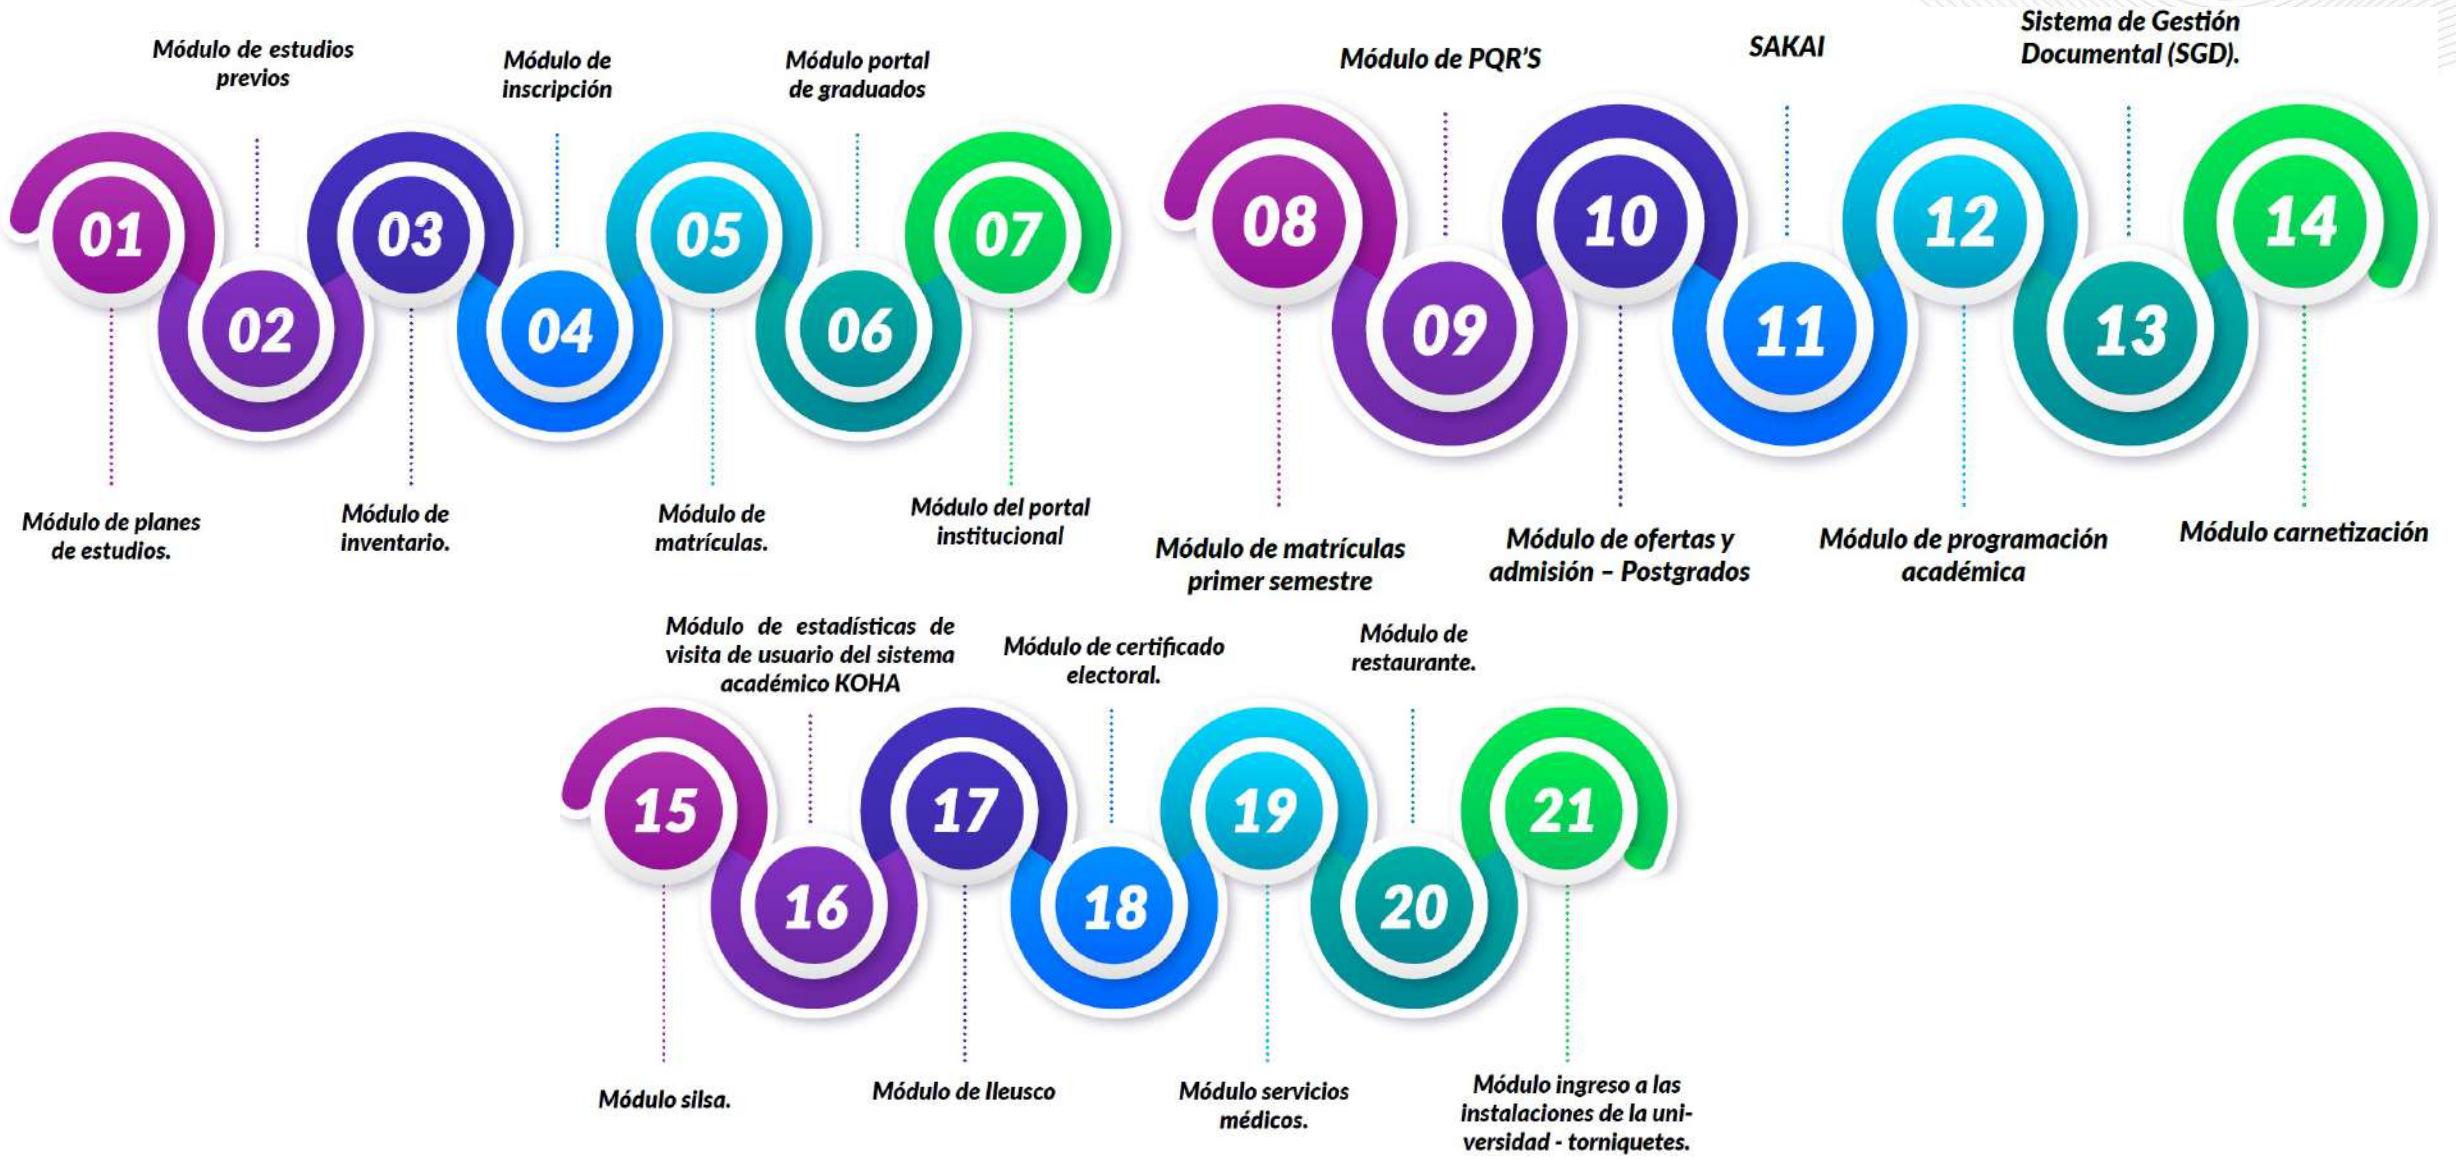 Módulo de estudios
previos
Módulo de
inscripción
Módulo portal
de graduados
01
02
03
04
05
06
07
Módulo de planes
de estudios.
Módulo de
inventario.
Módulo de
matrículas.
Módulo del portal
institucional
Módulo de PQR'S
SAKAI
Sistema de Gestión
Documental (SGD).
08
09
10
11
12
13
14
Módulo de matrículas
primer semestre
Módulo de ofertas y
admisión – Postgrados
Módulo de programación
académica
Módulo carnetización
Módulo de estadísticas de
visita de usuario del sistema
académico KOHA
Módulo de certificado
electoral.
Módulo de
restaurante.
15
16
17
18
19
20
21
Módulo silsa.
Módulo de Ileusco
Módulo servicios
médicos.
Módulo ingreso a las
instalaciones de la uni-
versidad - torniquetes.